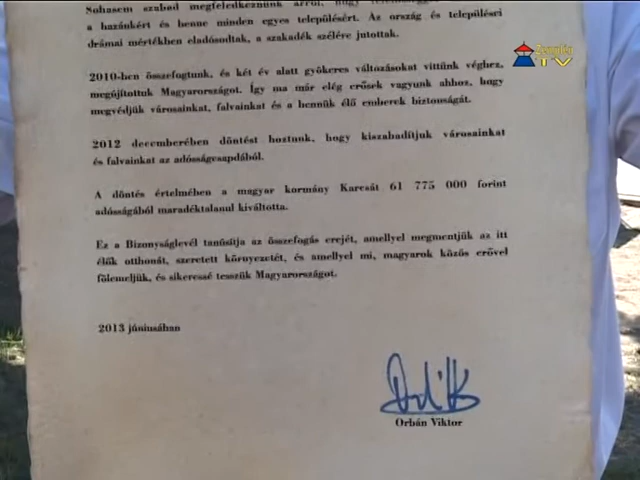 Sohasem szabad megfeledkeznünk arról, hogy
a hazánkért és benne minden egyes településért. Az ország és települései
drámai mértékben eladósodtak, a szakadék szélére jutottak.
2010-ben összefogtunk, és két év alatt gyökeres változásokat vittünk véghez,
megújítottuk Magyarországot. Így ma már elég erősek vagyunk ahhoz, hogy
megvédjük városainkat, falvainkat és a bennük élő emberek biztonságát.
2012 decemberében döntést hoztunk, hogy kiszabadítjuk városainkat
és falvainkat az adósságcsapdából.
A döntés értelmében a magyar kormány Karcsát 61 775 000 forint
adósságából maradéktalanul kiváltotta.
Ez a Bizonyságlevél tanúsítja az összefogás erejét, amellyel megmentjük az itt
élők otthonát, szeretett környezetét, és amellyel mi, magyarok közös erővel
fölemeljük, és sikeressé tesszük Magyarországot.
2013 júniusában
Orbán Viktor
Zemplén
TV